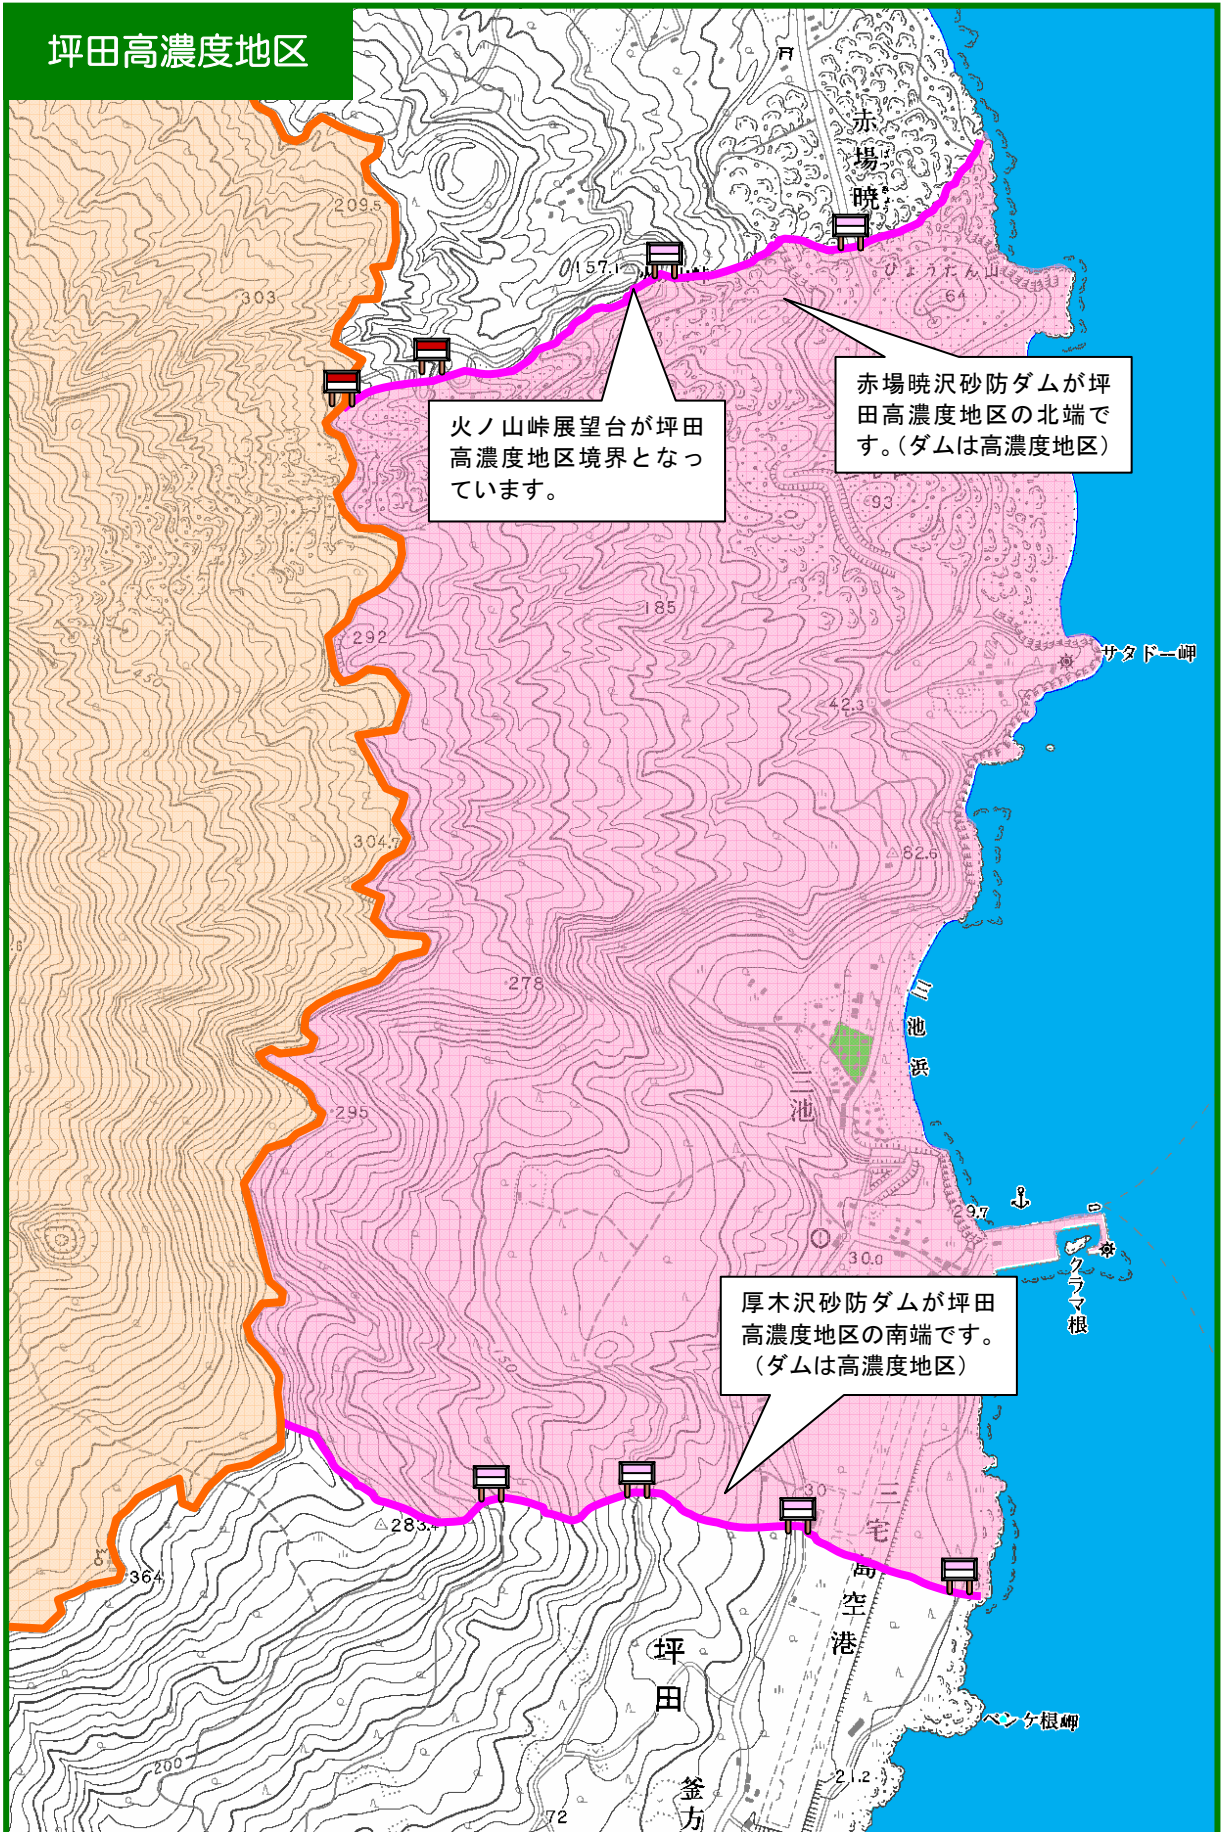 坪田高濃度地区
赤場暁
209.5
157.1
303
ひょうたん山
64
赤場暁沢砂防ダムが坪
田高濃度地区の北端で
す。（ダムは高濃度地区）
火ノ山峠展望台が坪田
高濃度地区境界となっ
ています。
93
185
292
サタドー岬
450
42.3
304.7
82.6
278
三池浜
三池
295
29.7
30.0
クラマ根
厚木沢砂防ダムが坪田
高濃度地区の南端です。
（ダムは高濃度地区）
150
30
三宅島空港
283.4
364
坪田
ベンケ根岬
200
21.2
釜方
72